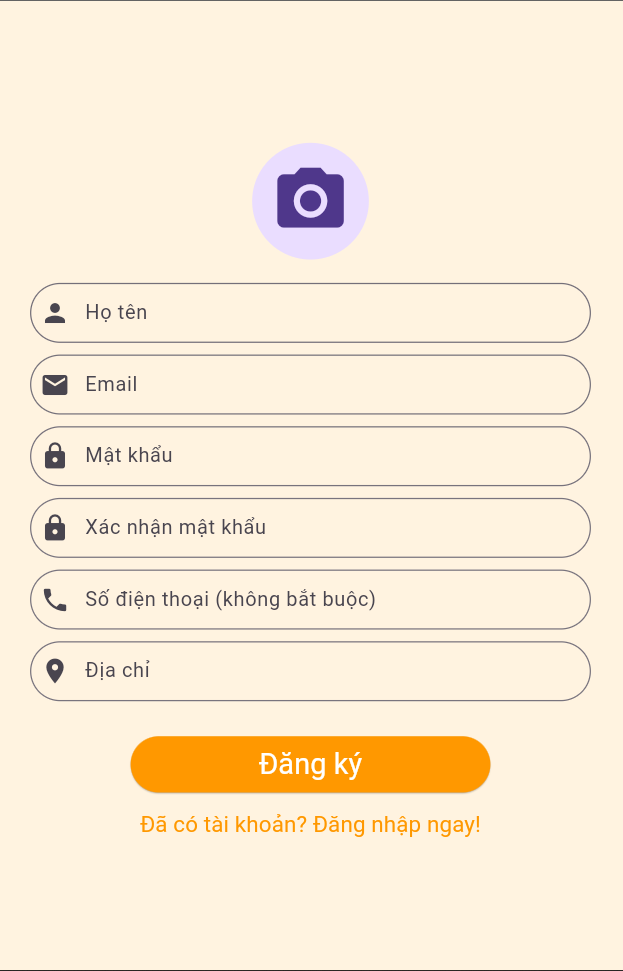 Họ tên
Email
Mật khẩu
Xác nhận mật khẩu
Số điện thoại (không bắt buộc)
Địa chỉ
Đăng ký
Đã có tài khoản? Đăng nhập ngay!